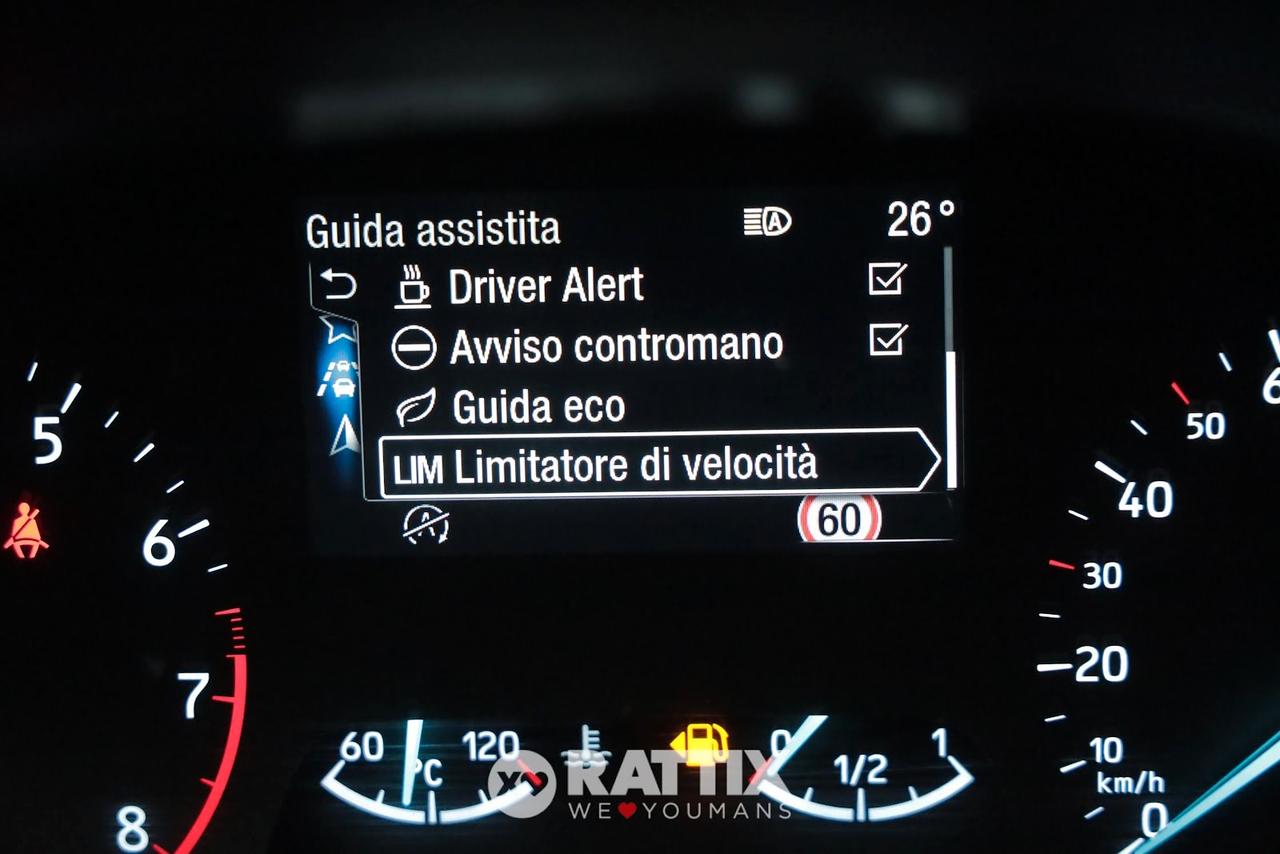 Guida assistita
26°
Driver Alert
Avviso contromano
Guida eco
LIM Limitatore di velocità
A
60
5
6
7
8
60
50
40
30
20
10
km/h
0
60
120
°C
0
1/2
1
RATTIX
WE♥YOUMANS